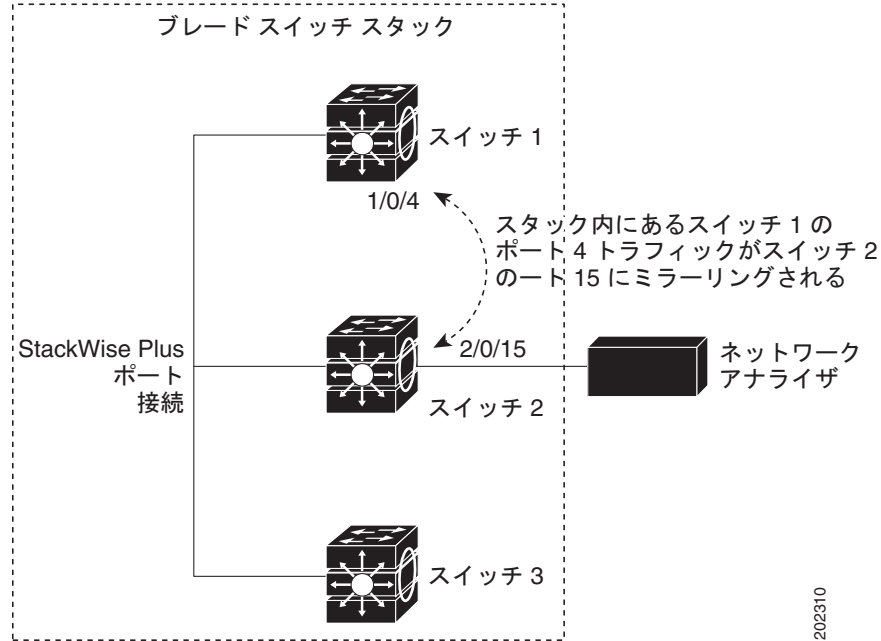 ブレード スイッチ スタック
スイッチ 1
1/0/4
スタック内にあるスイッチ 1 の
ポート 4 トラフィックがスイッチ 2
のート 15 にミラーリングされる
StackWise Plus
ポート
接続
2/0/15
スイッチ 2
ネットワーク
アナライザ
スイッチ 3
202310